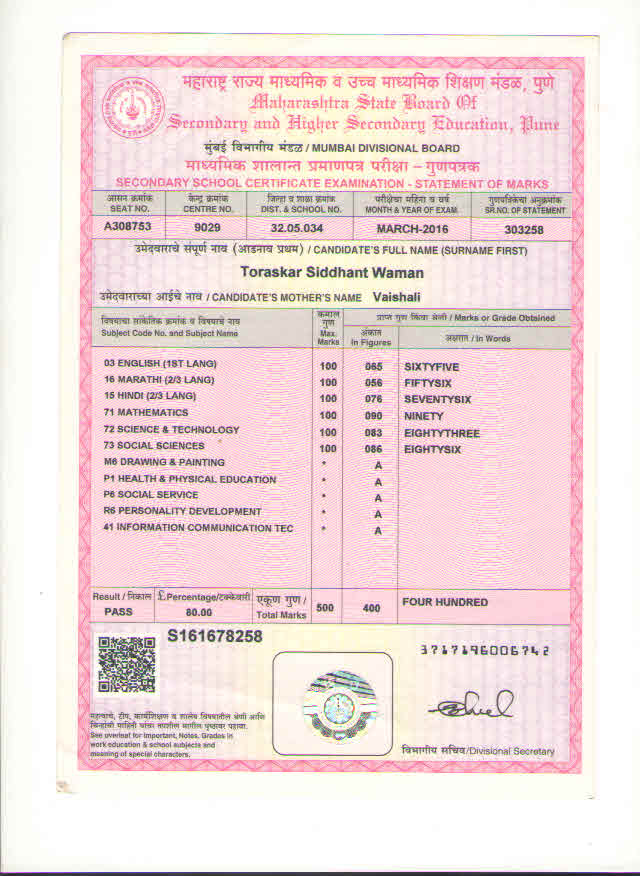 महाराष्ट्र राज्य माध्यमिक व उच्च माध्यमिक शिक्षण मंडळ, पुणे
Maharashtra State Board Of
Secondary and Higher Secondary Education, Pune
मुंबई विभागीय मंडळ / MUMBAI DIVISIONAL BOARD
माध्यमिक शालान्त प्रमाणपत्र परीक्षा – गुणपत्रक
SECONDARY SCHOOL CERTIFICATE EXAMINATION - STATEMENT OF MARKS
आसन क्रमांक केन्द्र क्रमांक जिल्हा व शाळा क्रमांक परीक्षेचा महिना व वर्ष गुणपत्रिकेचा अनुक्रमांक
SEAT NO. CENTRE NO. DIST. & SCHOOL NO. MONTH & YEAR OF EXAM. SR.NO. OF STATEMENT
A308753 9029 32.05.034 MARCH-2016 303258
उमेदवाराचे संपूर्ण नाव (आडनाव प्रथम) / CANDIDATE'S FULL NAME (SURNAME FIRST)
Toraskar Siddhant Waman
उमेदवाराच्या आईचे नाव / CANDIDATE'S MOTHER'S NAME Vaishali
विषयाचा सांकेतिक क्रमांक व विषयाचे नाव कमाल गुण प्राप्त गुण किंवा श्रेणी / Marks or Grade Obtained
Subject Code No. and Subject Name Max. Marks अंकात In Figures अक्षरात / In Words
03 ENGLISH (1ST LANG) 100 065 SIXTYFIVE
16 MARATHI (2/3 LANG) 100 056 FIFTYSIX
15 HINDI (2/3 LANG) 100 076 SEVENTYSIX
71 MATHEMATICS 100 090 NINETY
72 SCIENCE & TECHNOLOGY 100 083 EIGHTYTHREE
73 SOCIAL SCIENCES 100 086 EIGHTYSIX
M6 DRAWING & PAINTING * A
P1 HEALTH & PHYSICAL EDUCATION * A
P6 SOCIAL SERVICE * A
R6 PERSONALITY DEVELOPMENT * A
41 INFORMATION COMMUNICATION TEC * A
Result / निकाल £.Percentage/टक्केवारी एकूण गुण / Total Marks 500 400 FOUR HUNDRED
PASS 80.00
S161678258
3717196006742
महत्वाचे, टीप, कार्यशिक्षण व शालेय विषयातील श्रेणी आणि
चिन्हांची माहिती यांचा तपशील मागील पृष्ठावर पहावा.
See overleaf for Important, Notes, Grades in
work education & school subjects and
meaning of special characters.
विभागीय सचिव/Divisional Secretary